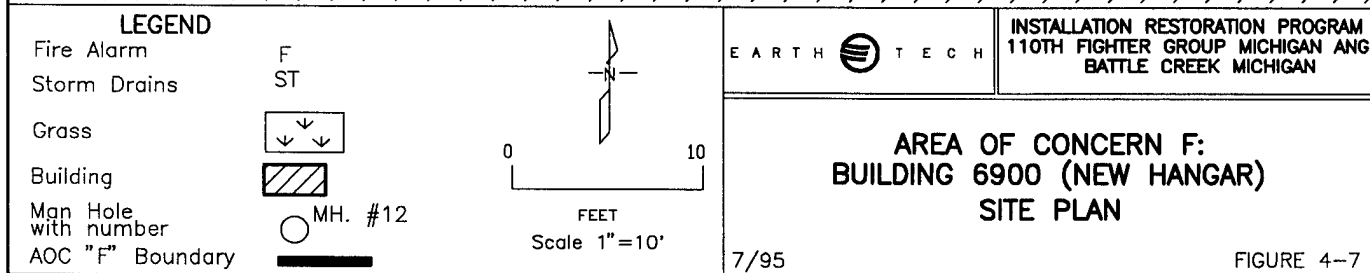 LEGEND
Fire Alarm F
Storm Drains ST
Grass
Building
Man Hole
with number
MH. #12
AOC "F" Boundary
N
0 10
FEET
Scale 1"=10'
EARTH TECH
INSTALLATION RESTORATION PROGRAM
110TH FIGHTER GROUP MICHIGAN ANG
BATTLE CREEK MICHIGAN
AREA OF CONCERN F:
BUILDING 6900 (NEW HANGAR)
SITE PLAN
7/95
FIGURE 4-7